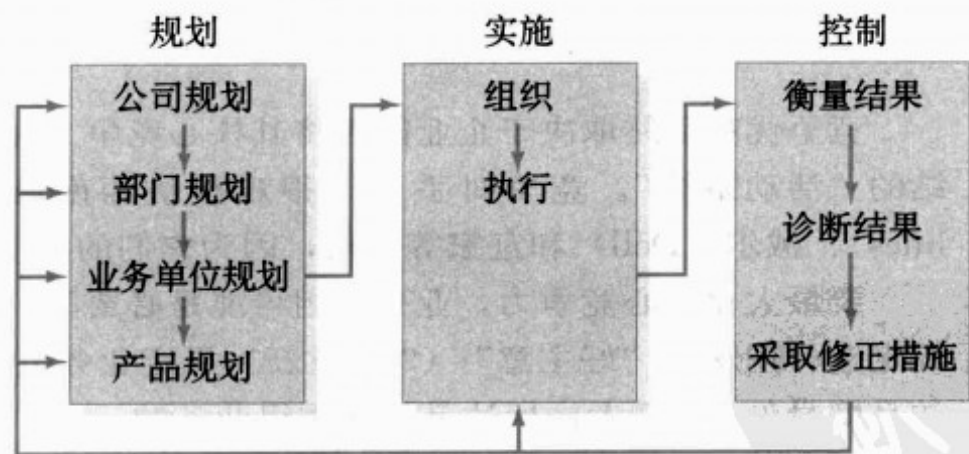 规划
公司规划
部门规划
业务单位规划
产品规划
实施
组织
执行
控制
衡量结果
诊断结果
采取修正措施